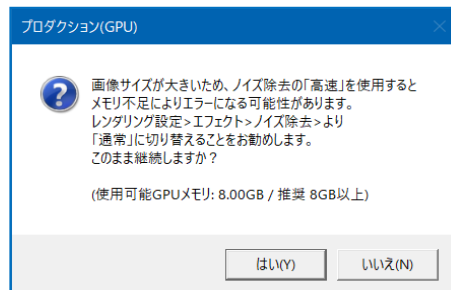 プロダクション(GPU)
画像サイズが大きいため、ノイズ除去の「高速」を使用すると
メモリ不足によりエラーになる可能性があります。
レンダリング設定>エフェクト>ノイズ除去>より
「通常」に切り替えることをお勧めします。
このまま継続しますか？
(使用可能GPUメモリ: 8.00GB / 推奨 8GB以上)
はい(Y)
いいえ(N)